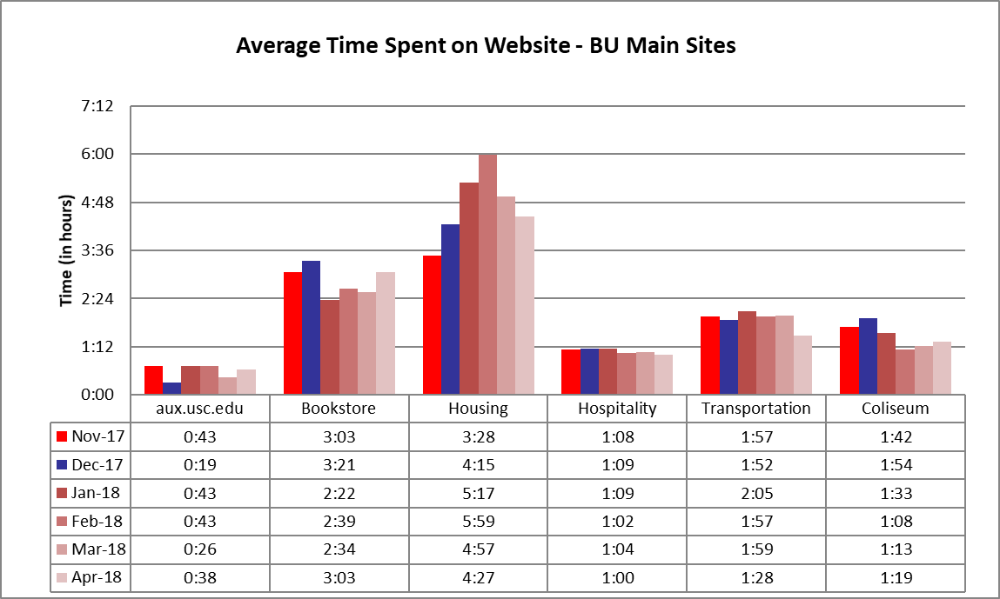 Average Time Spent on Website - BU Main Sites
Time (in hours)
7:12
6:00
4:48
3:36
2:24
1:12
0:00
aux.usc.edu Bookstore Housing Hospitality Transportation Coliseum
Nov-17 0:43 3:03 3:28 1:08 1:57 1:42
Dec-17 0:19 3:21 4:15 1:09 1:52 1:54
Jan-18 0:43 2:22 5:17 1:09 2:05 1:33
Feb-18 0:43 2:39 5:59 1:02 1:57 1:08
Mar-18 0:26 2:34 4:57 1:04 1:59 1:13
Apr-18 0:38 3:03 4:27 1:00 1:28 1:19